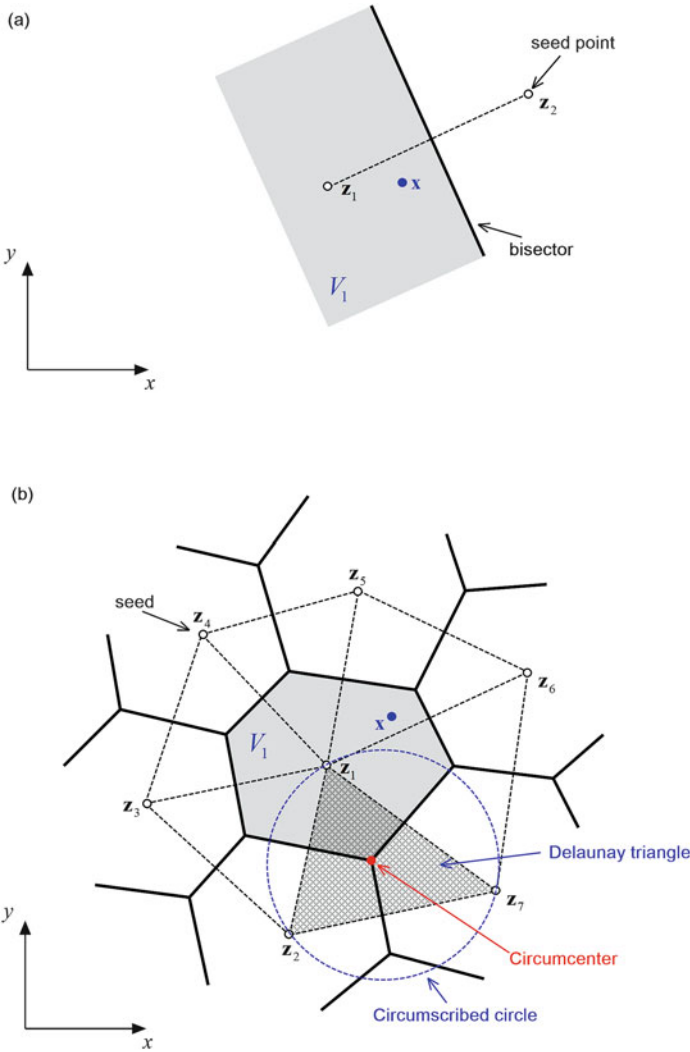 (a)
seed point
z₂
z₁
x
bisector
V₁
y
x
(b)
z₅
seed
z₄
z₆
x
V₁
z₁
z₃
Delaunay triangle
z₇
z₂
y
Circumcenter
Circumscribed circle
x